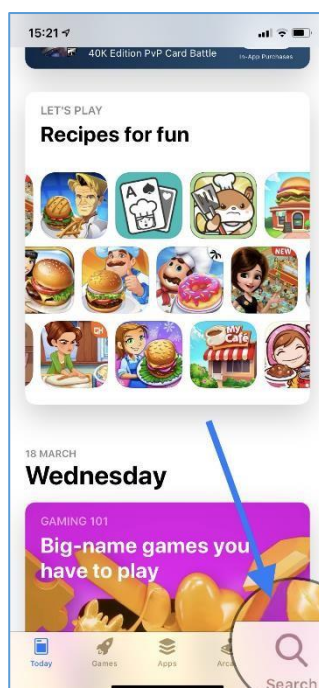 15:21
40K Edition PvP Card Battle
In-App Purchases
LET'S PLAY
Recipes for fun
A
NEW
My
Café
18 MARCH
Wednesday
GAMING 101
Big-name games you
have to play
Today
Games
Apps
Arca
Search